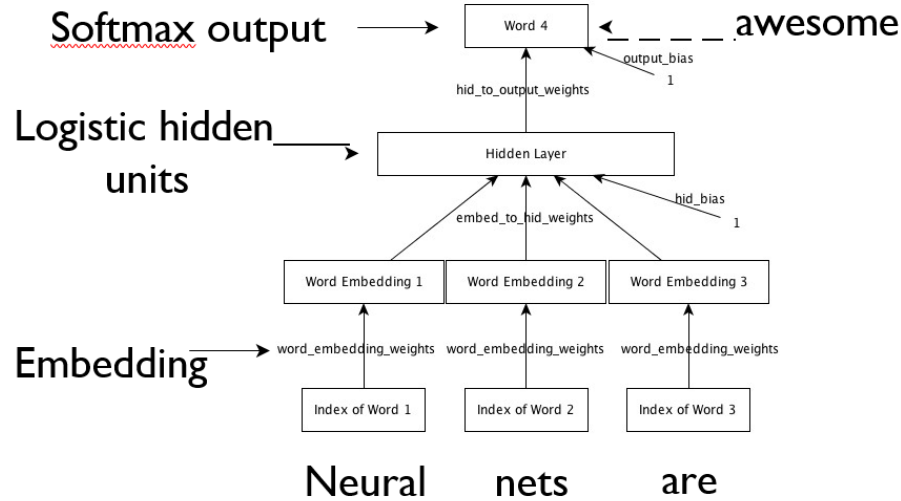 Softmax output
Word 4
awesome
output_bias
1
hid_to_output_weights
Logistic hidden
units
Hidden Layer
hid_bias
1
embed_to_hid_weights
Word Embedding 1
Word Embedding 2
Word Embedding 3
Embedding
word_embedding_weights
word_embedding_weights
word_embedding_weights
Index of Word 1
Index of Word 2
Index of Word 3
Neural nets are